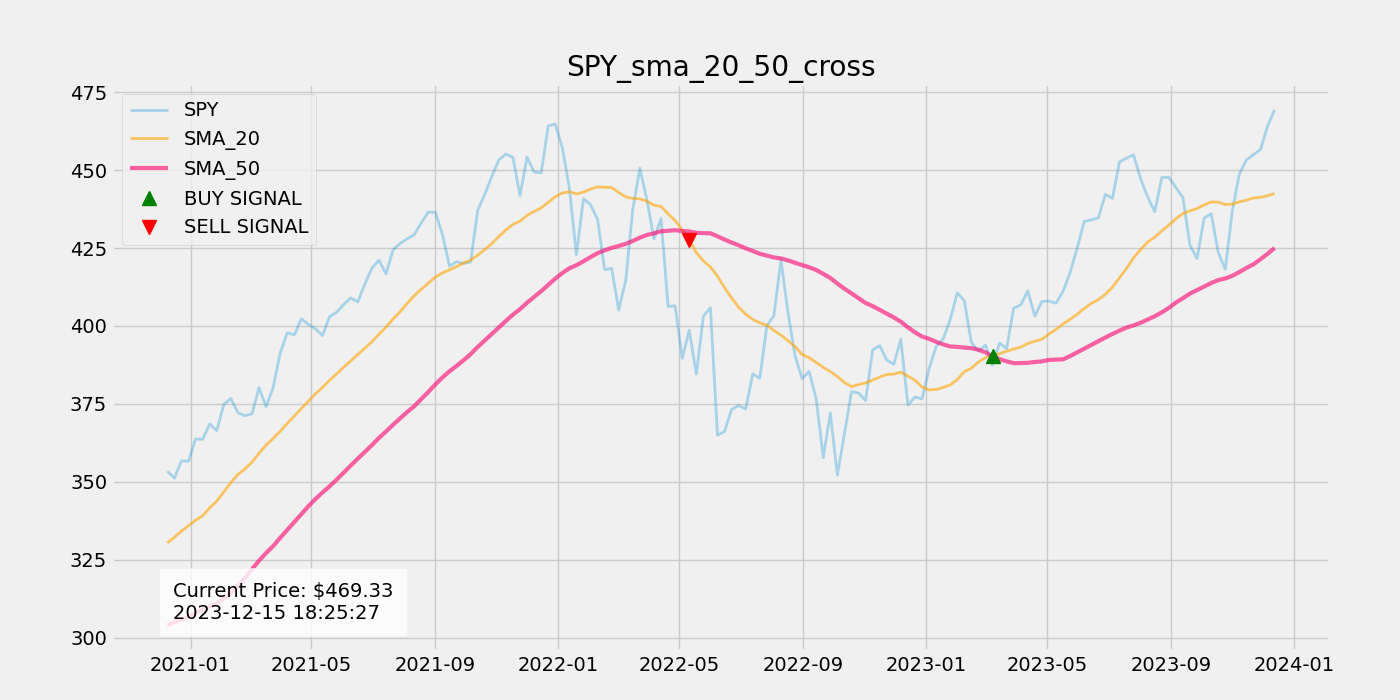 SPY_sma_20_50_cross
475
450
425
400
375
350
325
300
SPY
SMA_20
SMA_50
BUY SIGNAL
SELL SIGNAL
Current Price: $469.33
2023-12-15 18:25:27
2021-01 2021-05 2021-09 2022-01 2022-05 2022-09 2023-01 2023-05 2023-09 2024-01